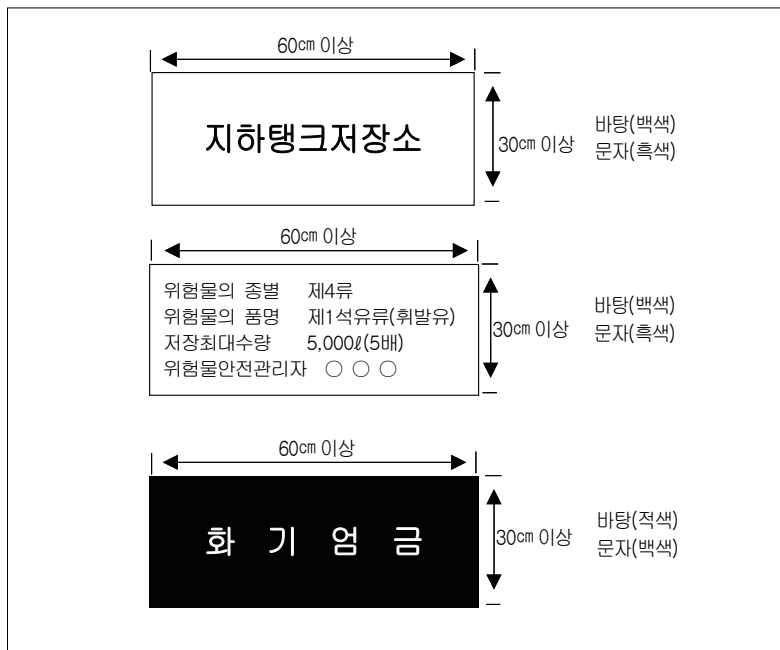 60㎝ 이상
지하탱크저장소
30㎝ 이상
바탕(백색)
문자(흑색)
60㎝ 이상
위험물의 종별 제4류
위험물의 품명 제1석유류(휘발유)
저장최대수량 5,000ℓ(5배)
위험물안전관리자 ○ ○ ○
30㎝ 이상
바탕(백색)
문자(흑색)
60㎝ 이상
화 기 엄 금
30㎝ 이상
바탕(적색)
문자(백색)